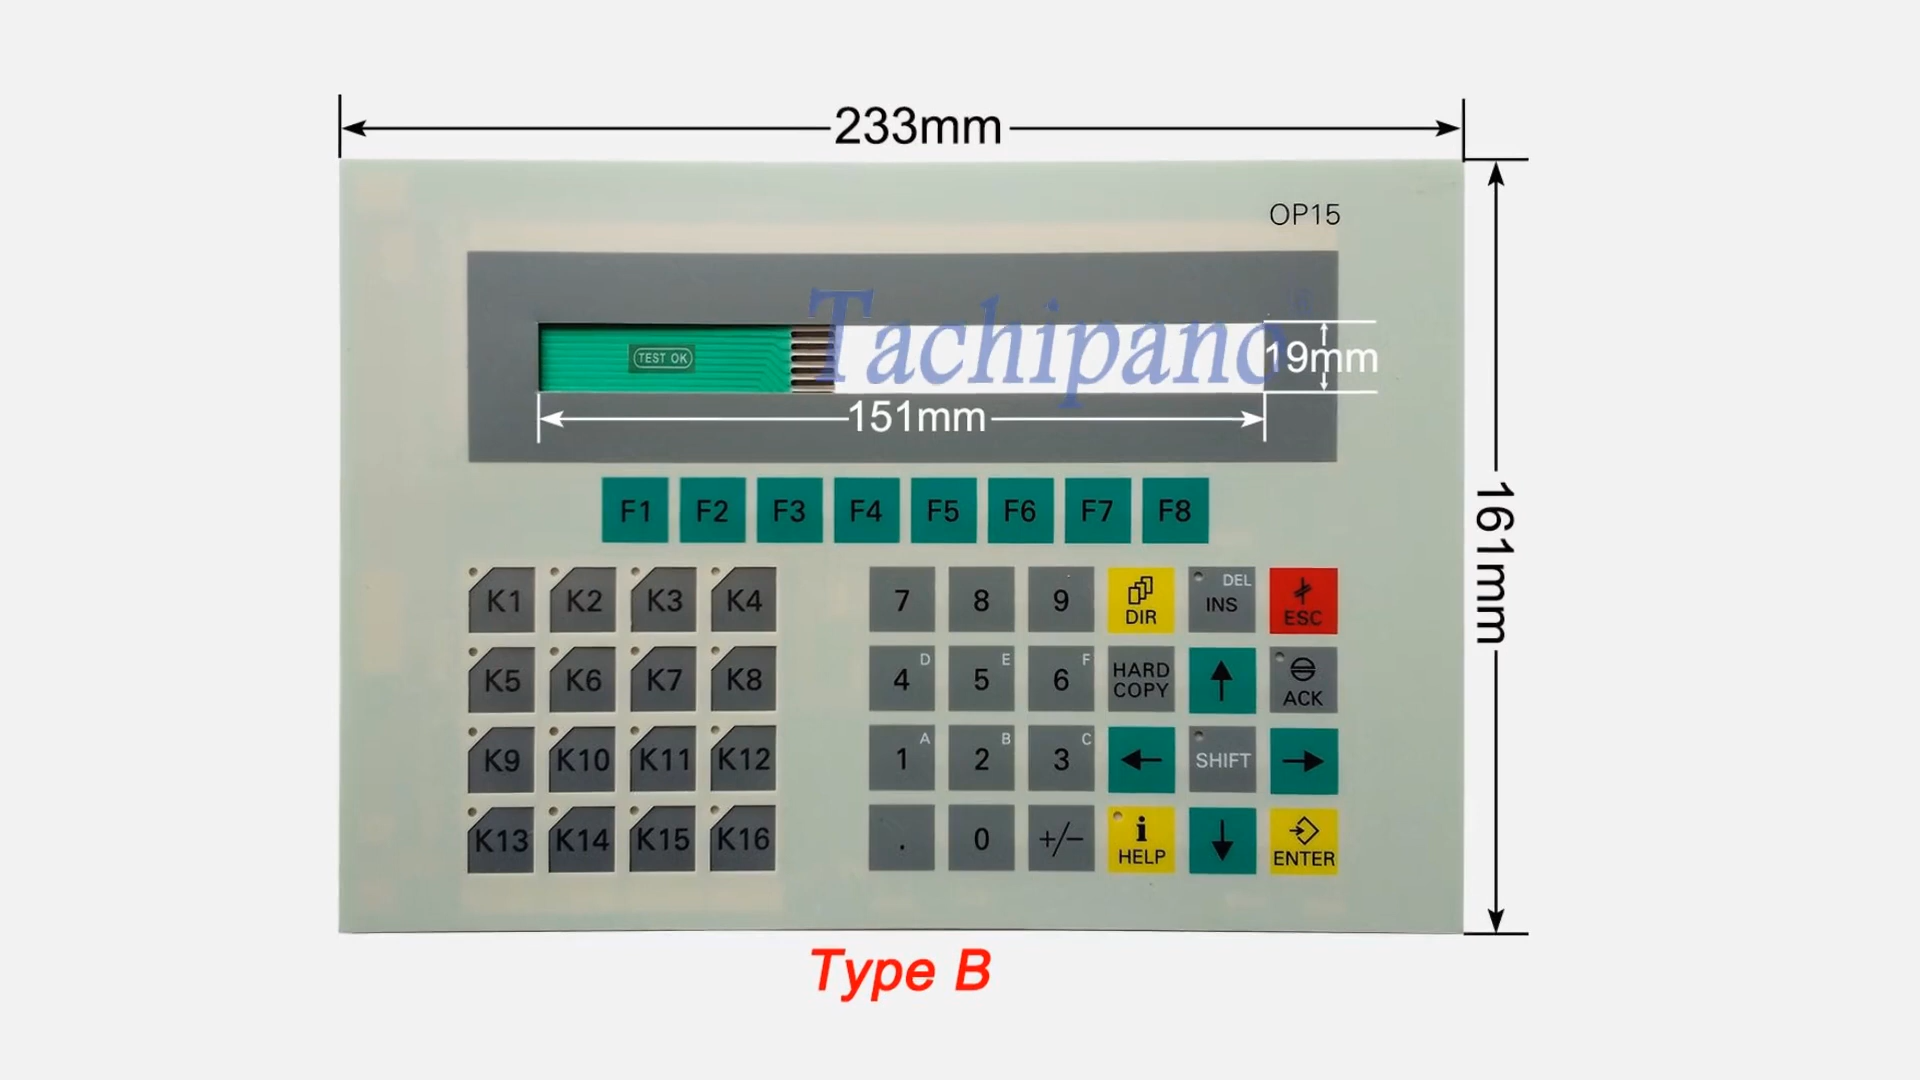 233mm
OP15
Tachipano®
TEST OK
19mm
151mm
161mm
F1 F2 F3 F4 F5 F6 F7 F8
K1 K2 K3 K4 7 8 9 DIR INS DEL ESC
K5 K6 K7 K8 4 D 5 E 6 F HARD COPY ↑ ACK
K9 K10 K11 K12 1 A 2 B 3 C ← SHIFT →
K13 K14 K15 K16 . 0 +/− i HELP ↓ ENTER
Type B